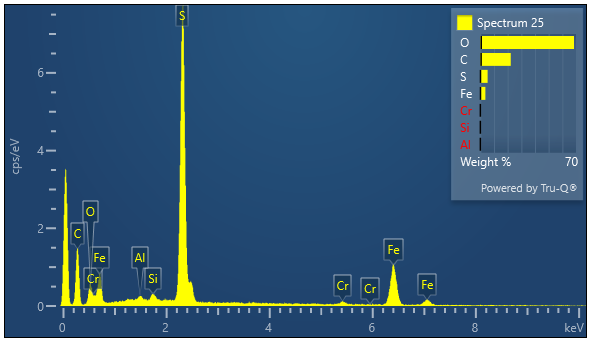 S
Spectrum 25
O
C
S
Fe
Cr
Si
Al
Weight % 70
Powered by Tru-Q®
cps/eV
6
4
2
0
O
C
Fe
Cr
Al
Si
Cr
Cr
Fe
Fe
0 2 4 6 8 keV